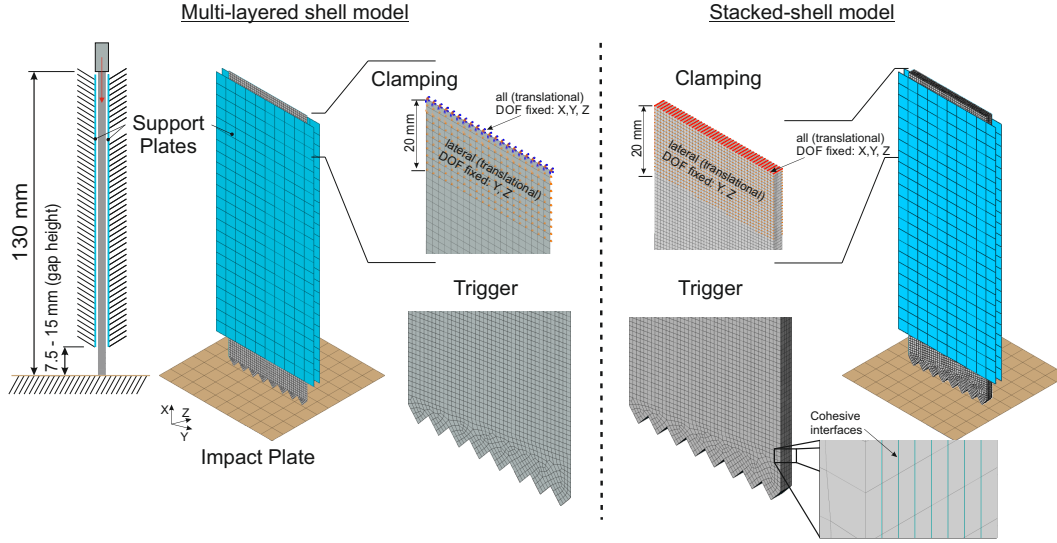 Multi-layered shell model
Stacked-shell model
130 mm
7.5 - 15 mm (gap height)
Support
Plates
Clamping
20 mm
all (translational)
DOF fixed: X,Y, Z
lateral (translational)
DOF fixed: Y, Z
Trigger
X
Z
Y
Impact Plate
Clamping
20 mm
all (translational)
DOF fixed: X,Y, Z
lateral (translational)
DOF fixed: Y, Z
Trigger
Cohesive
interfaces